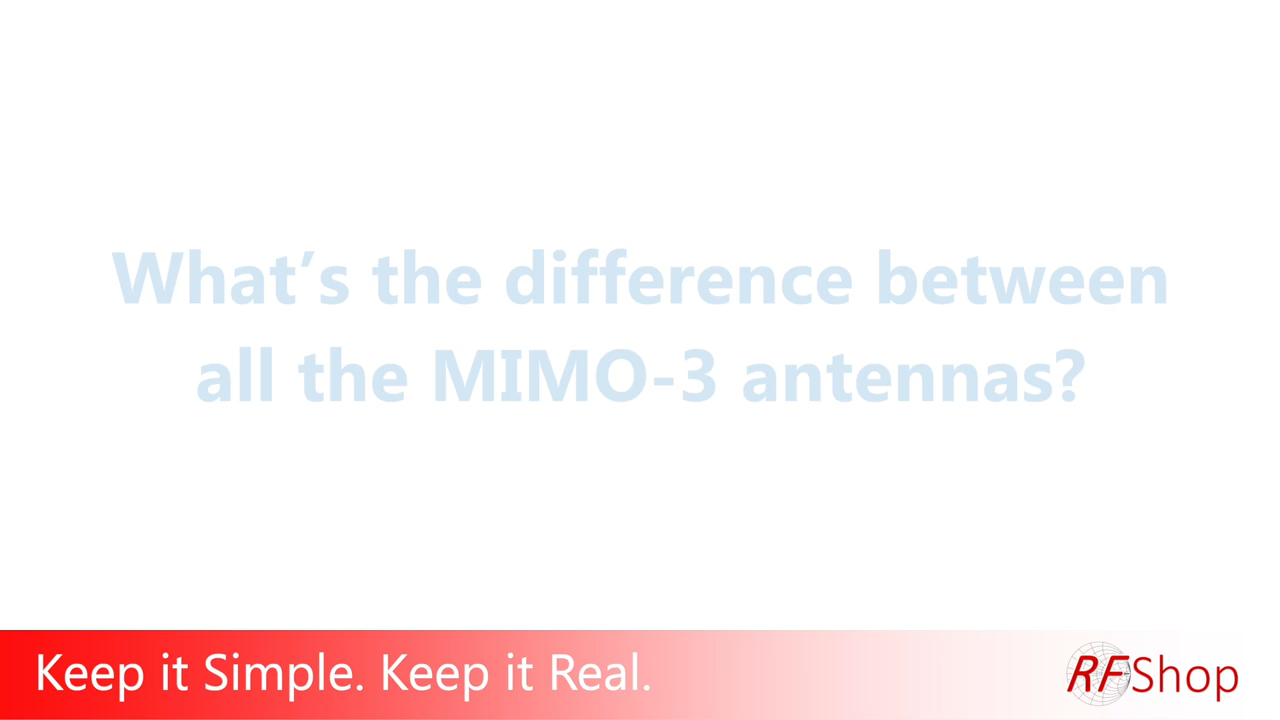 What’s the difference between
all the MIMO-3 antennas?
Keep it Simple. Keep it Real.
RFShop